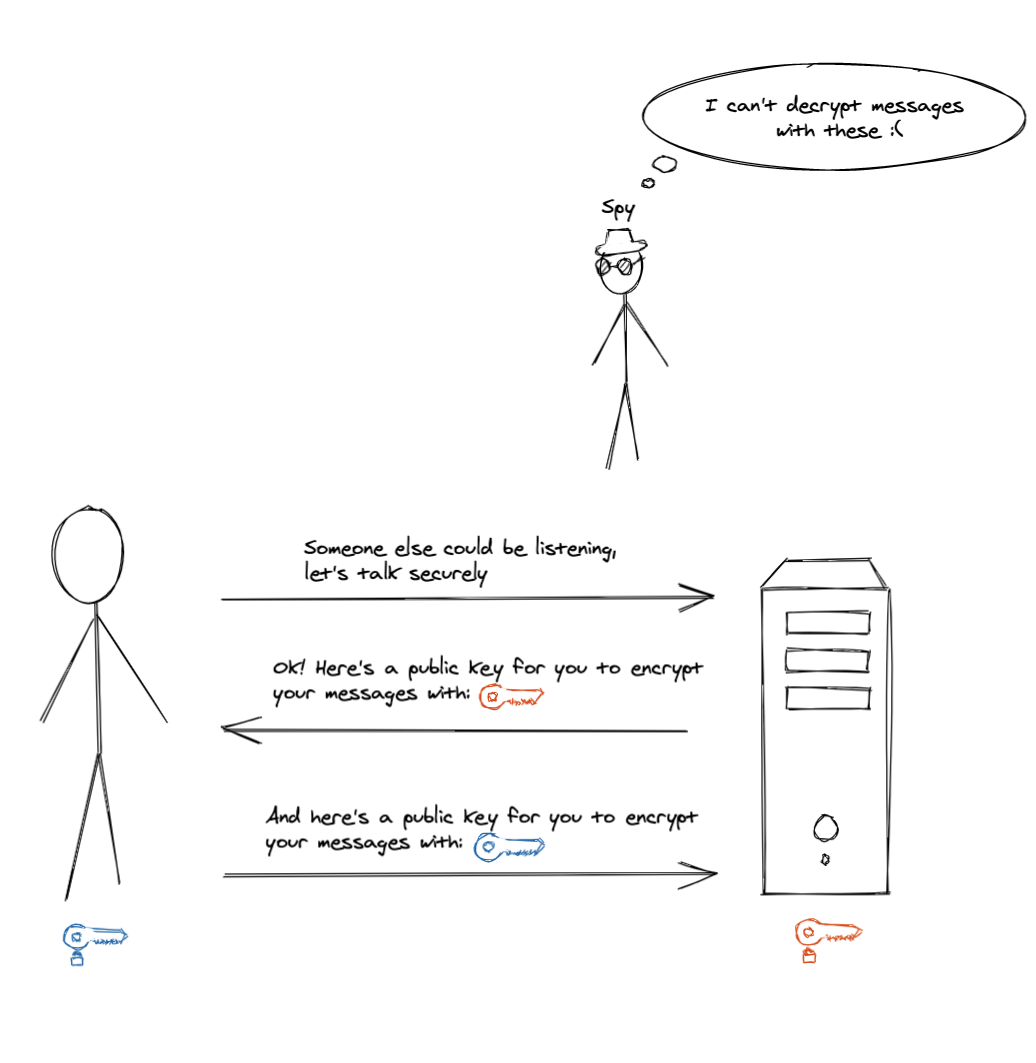 I can't decrypt messages
with these :(
Spy
Someone else could be listening,
let's talk securely
Ok! Here's a public key for you to encrypt
your messages with:
And here's a public key for you to encrypt
your messages with: